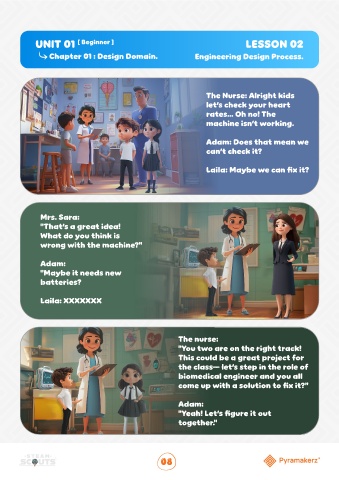 UNIT 01 [ Beginner ]
LESSON 02
Chapter 01 : Design Domain.
Engineering Design Process.
The Nurse: Alright kids
let's check your heart
rates... Oh no! The
machine isn't working.
Adam: Does that mean we
can't check it?
Laila: Maybe we can fix it?
Mrs. Sara:
"That's a great idea!
What do you think is
wrong with the machine?"
Adam:
"Maybe it needs new
batteries?
Laila: XXXXXXX
The nurse:
"You two are on the right track!
This could be a great project for
the class— let's step in the role of
biomedical engineer and you all
come up with a solution to fix it?"
Adam:
"Yeah! Let's figure it out
together."
STEAM
SCOUTS
08
Pyramakerz